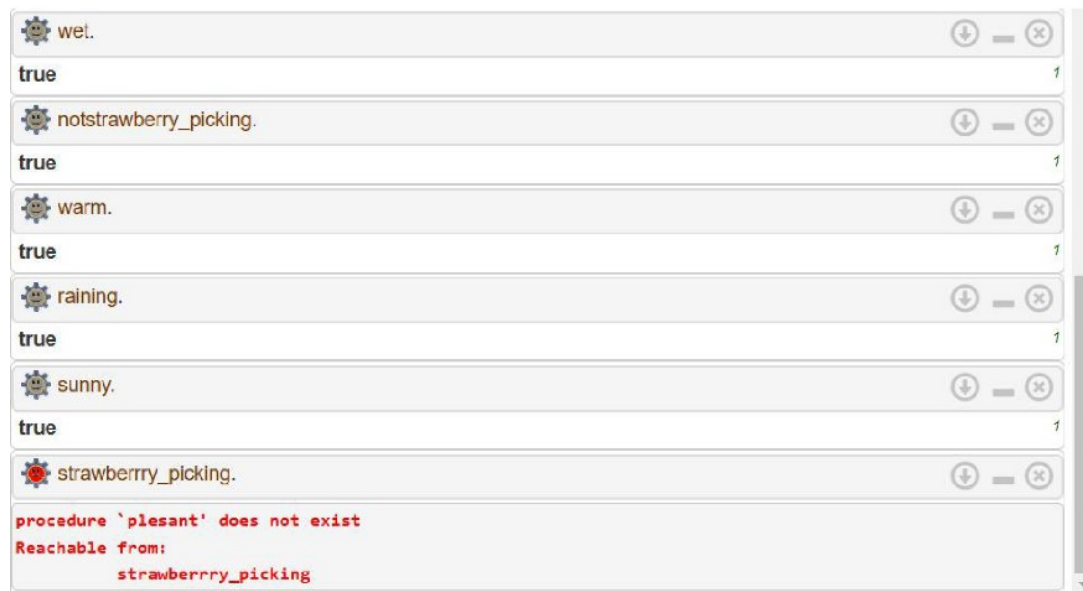 wet.
true 1
notstrawberry_picking.
true 1
warm.
true 1
raining.
true 1
sunny.
true 1
strawberrry_picking.
procedure `plesant' does not exist
Reachable from:
strawberrry_picking